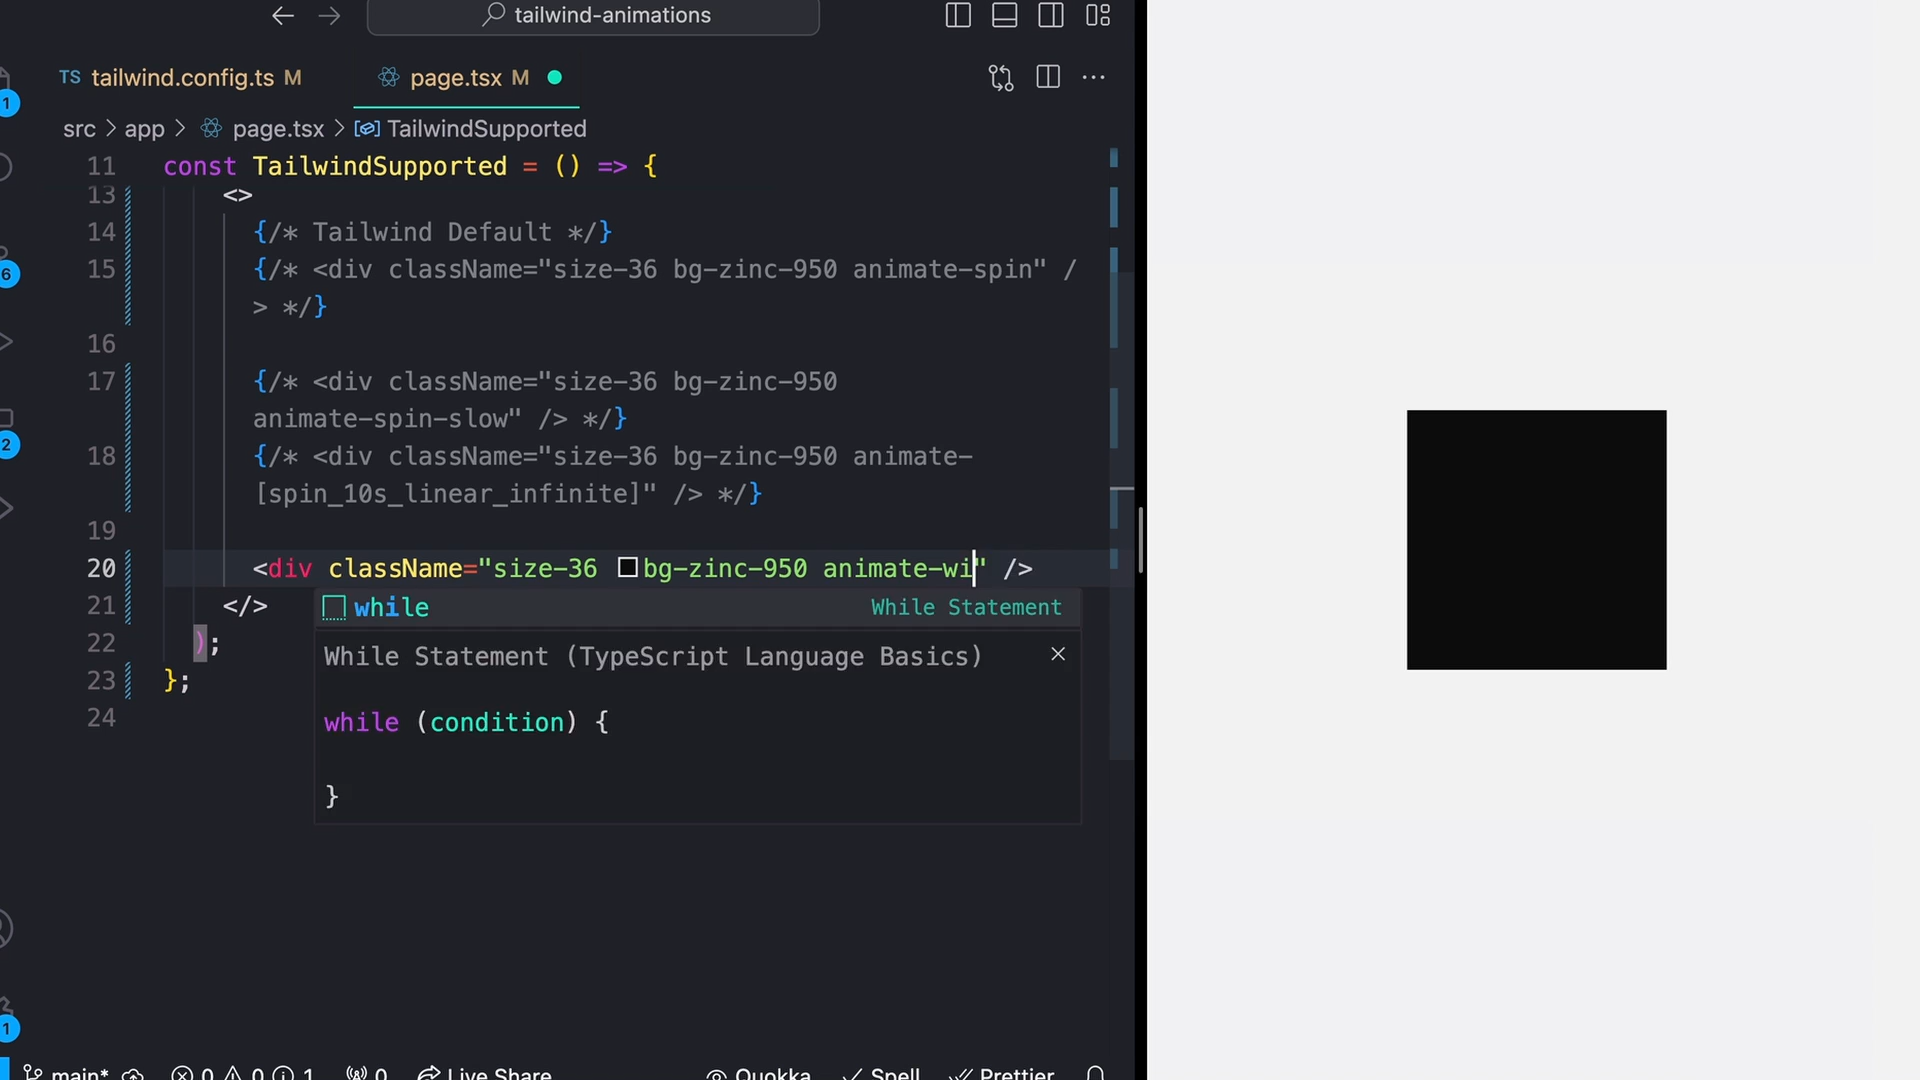 tailwind-animations
TS tailwind.config.ts M
page.tsx M
src > app > page.tsx > TailwindSupported
11 const TailwindSupported = () => {
13 <>
14 {/* Tailwind Default */}
15 {/* <div className="size-36 bg-zinc-950 animate-spin" /
> */}
16
17 {/* <div className="size-36 bg-zinc-950
animate-spin-slow" /> */}
18 {/* <div className="size-36 bg-zinc-950 animate-
[spin_10s_linear_infinite]" /> */}
19
20 <div className="size-36 bg-zinc-950 animate-wi" />
21 </>
22 );
23 };
24
while While Statement
While Statement (TypeScript Language Basics)
while (condition) {
}
1
6
2
1
main* 0 0 1 0 Live Share Quokka Spell Prettier